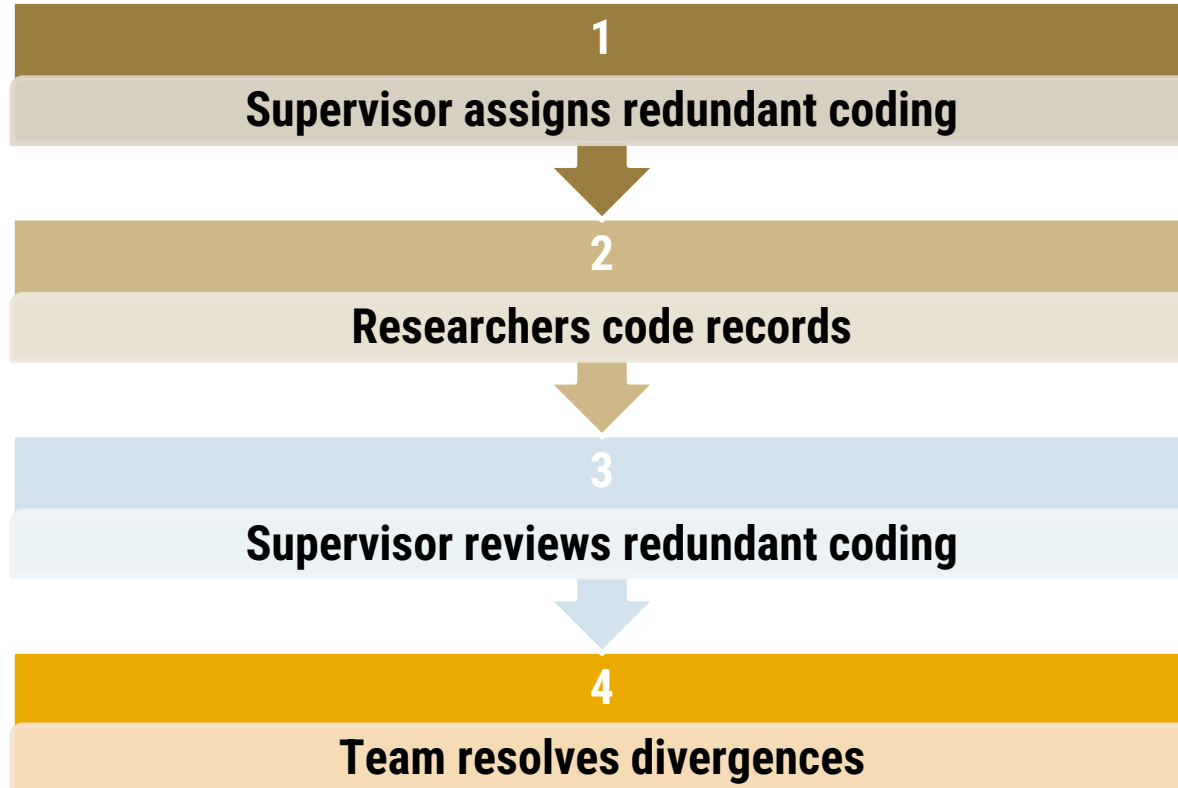 1
Supervisor assigns redundant coding
2
Researchers code records
3
Supervisor reviews redundant coding
4
Team resolves divergences